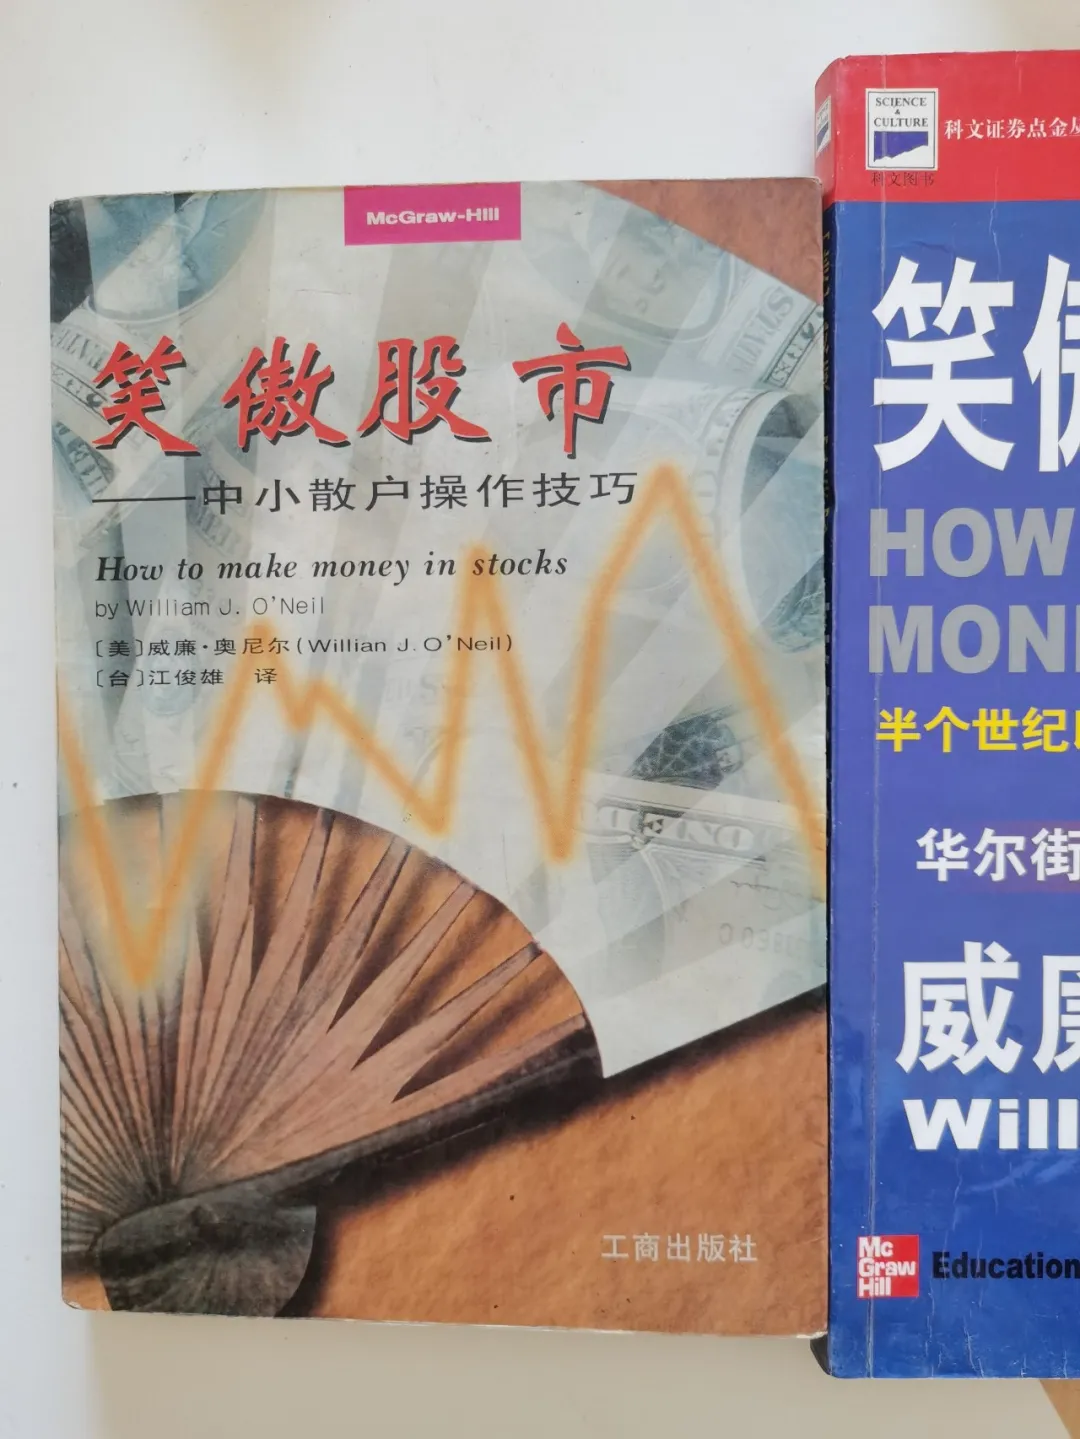 McGraw-Hill
笑傲股市
——中小散户操作技巧
How to make money in stocks
by William J. O'Neil
〔美〕威廉·奥尼尔(Willian J. O'Neil)
〔台〕江俊雄 译
工商出版社
SCIENCE
&
CULTURE
科文图书
科文证券点金
笑
HOW
MON
半个世纪
华尔街
威
Will
Mc
Graw
Hill
Education